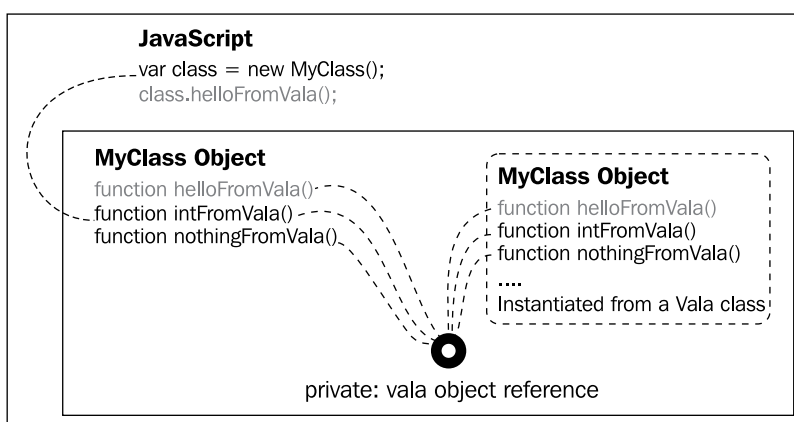 JavaScript
var class = new MyClass();
class.helloFromVala();
MyClass Object
function helloFromVala()
function intFromVala()
function nothingFromVala()
MyClass Object
function helloFromVala()
function intFromVala()
function nothingFromVala()
....
Instantiated from a Vala class
private: vala object reference